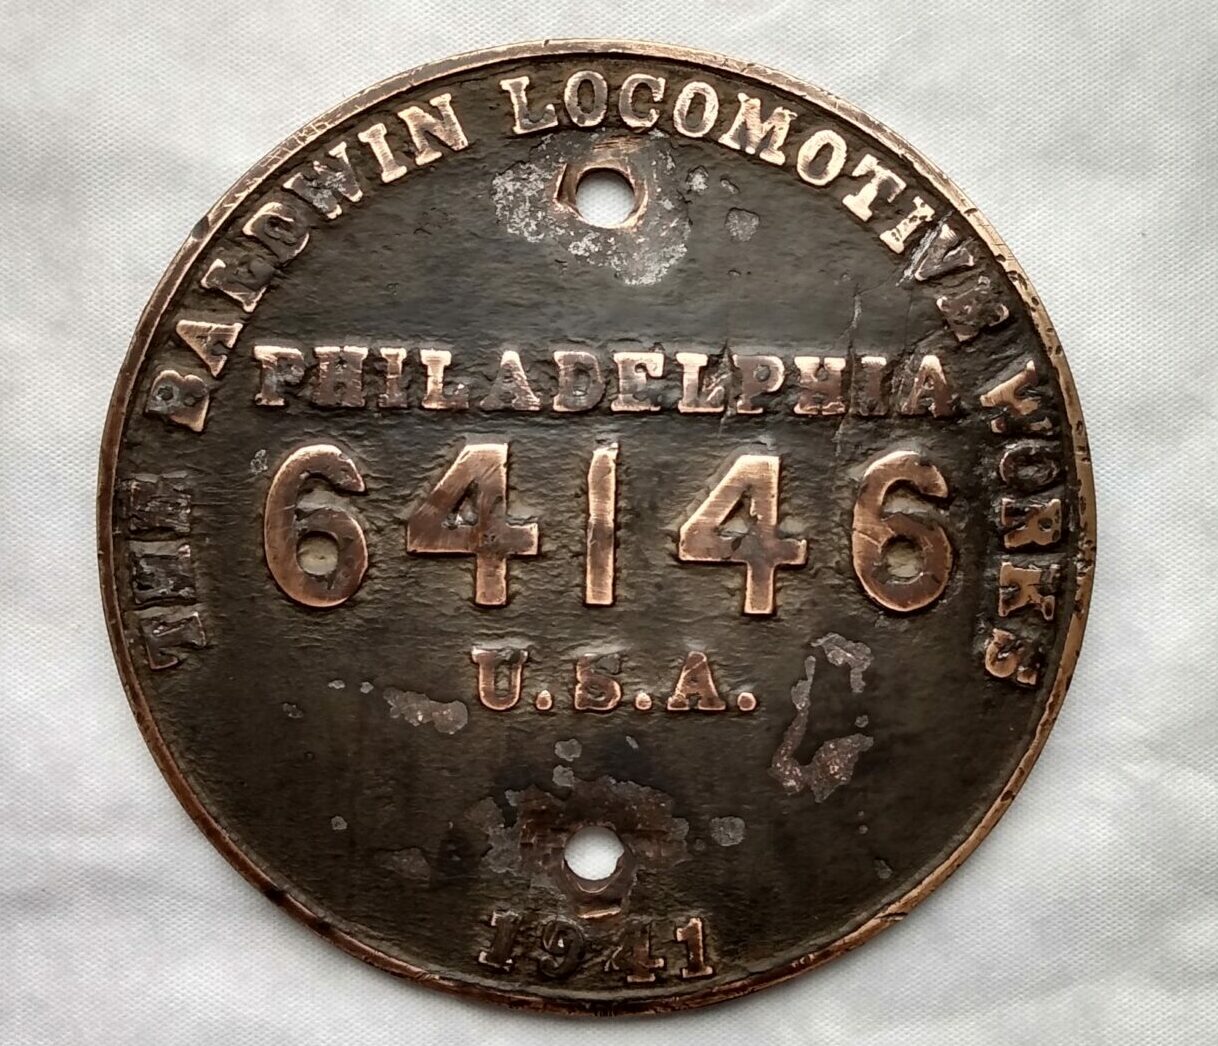 THE BALDWIN LOCOMOTIVE WORKS
PHILADELPHIA
64146
U.S.A.
1941